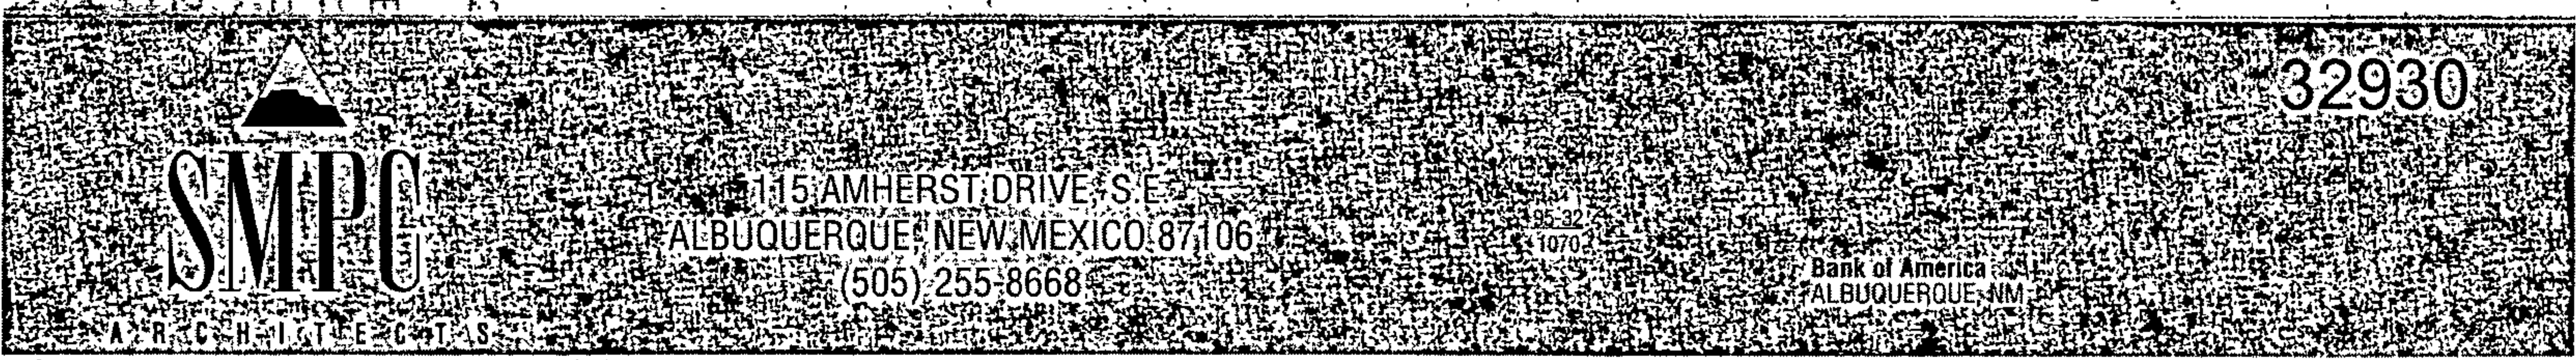 32930
SMPC
ARCHITECTS
115 AMHERST DRIVE, S.E.
ALBUQUERQUE, NEW MEXICO 87106
(505) 255-8668
95-32
1070
Bank of America
ALBUQUERQUE, NM